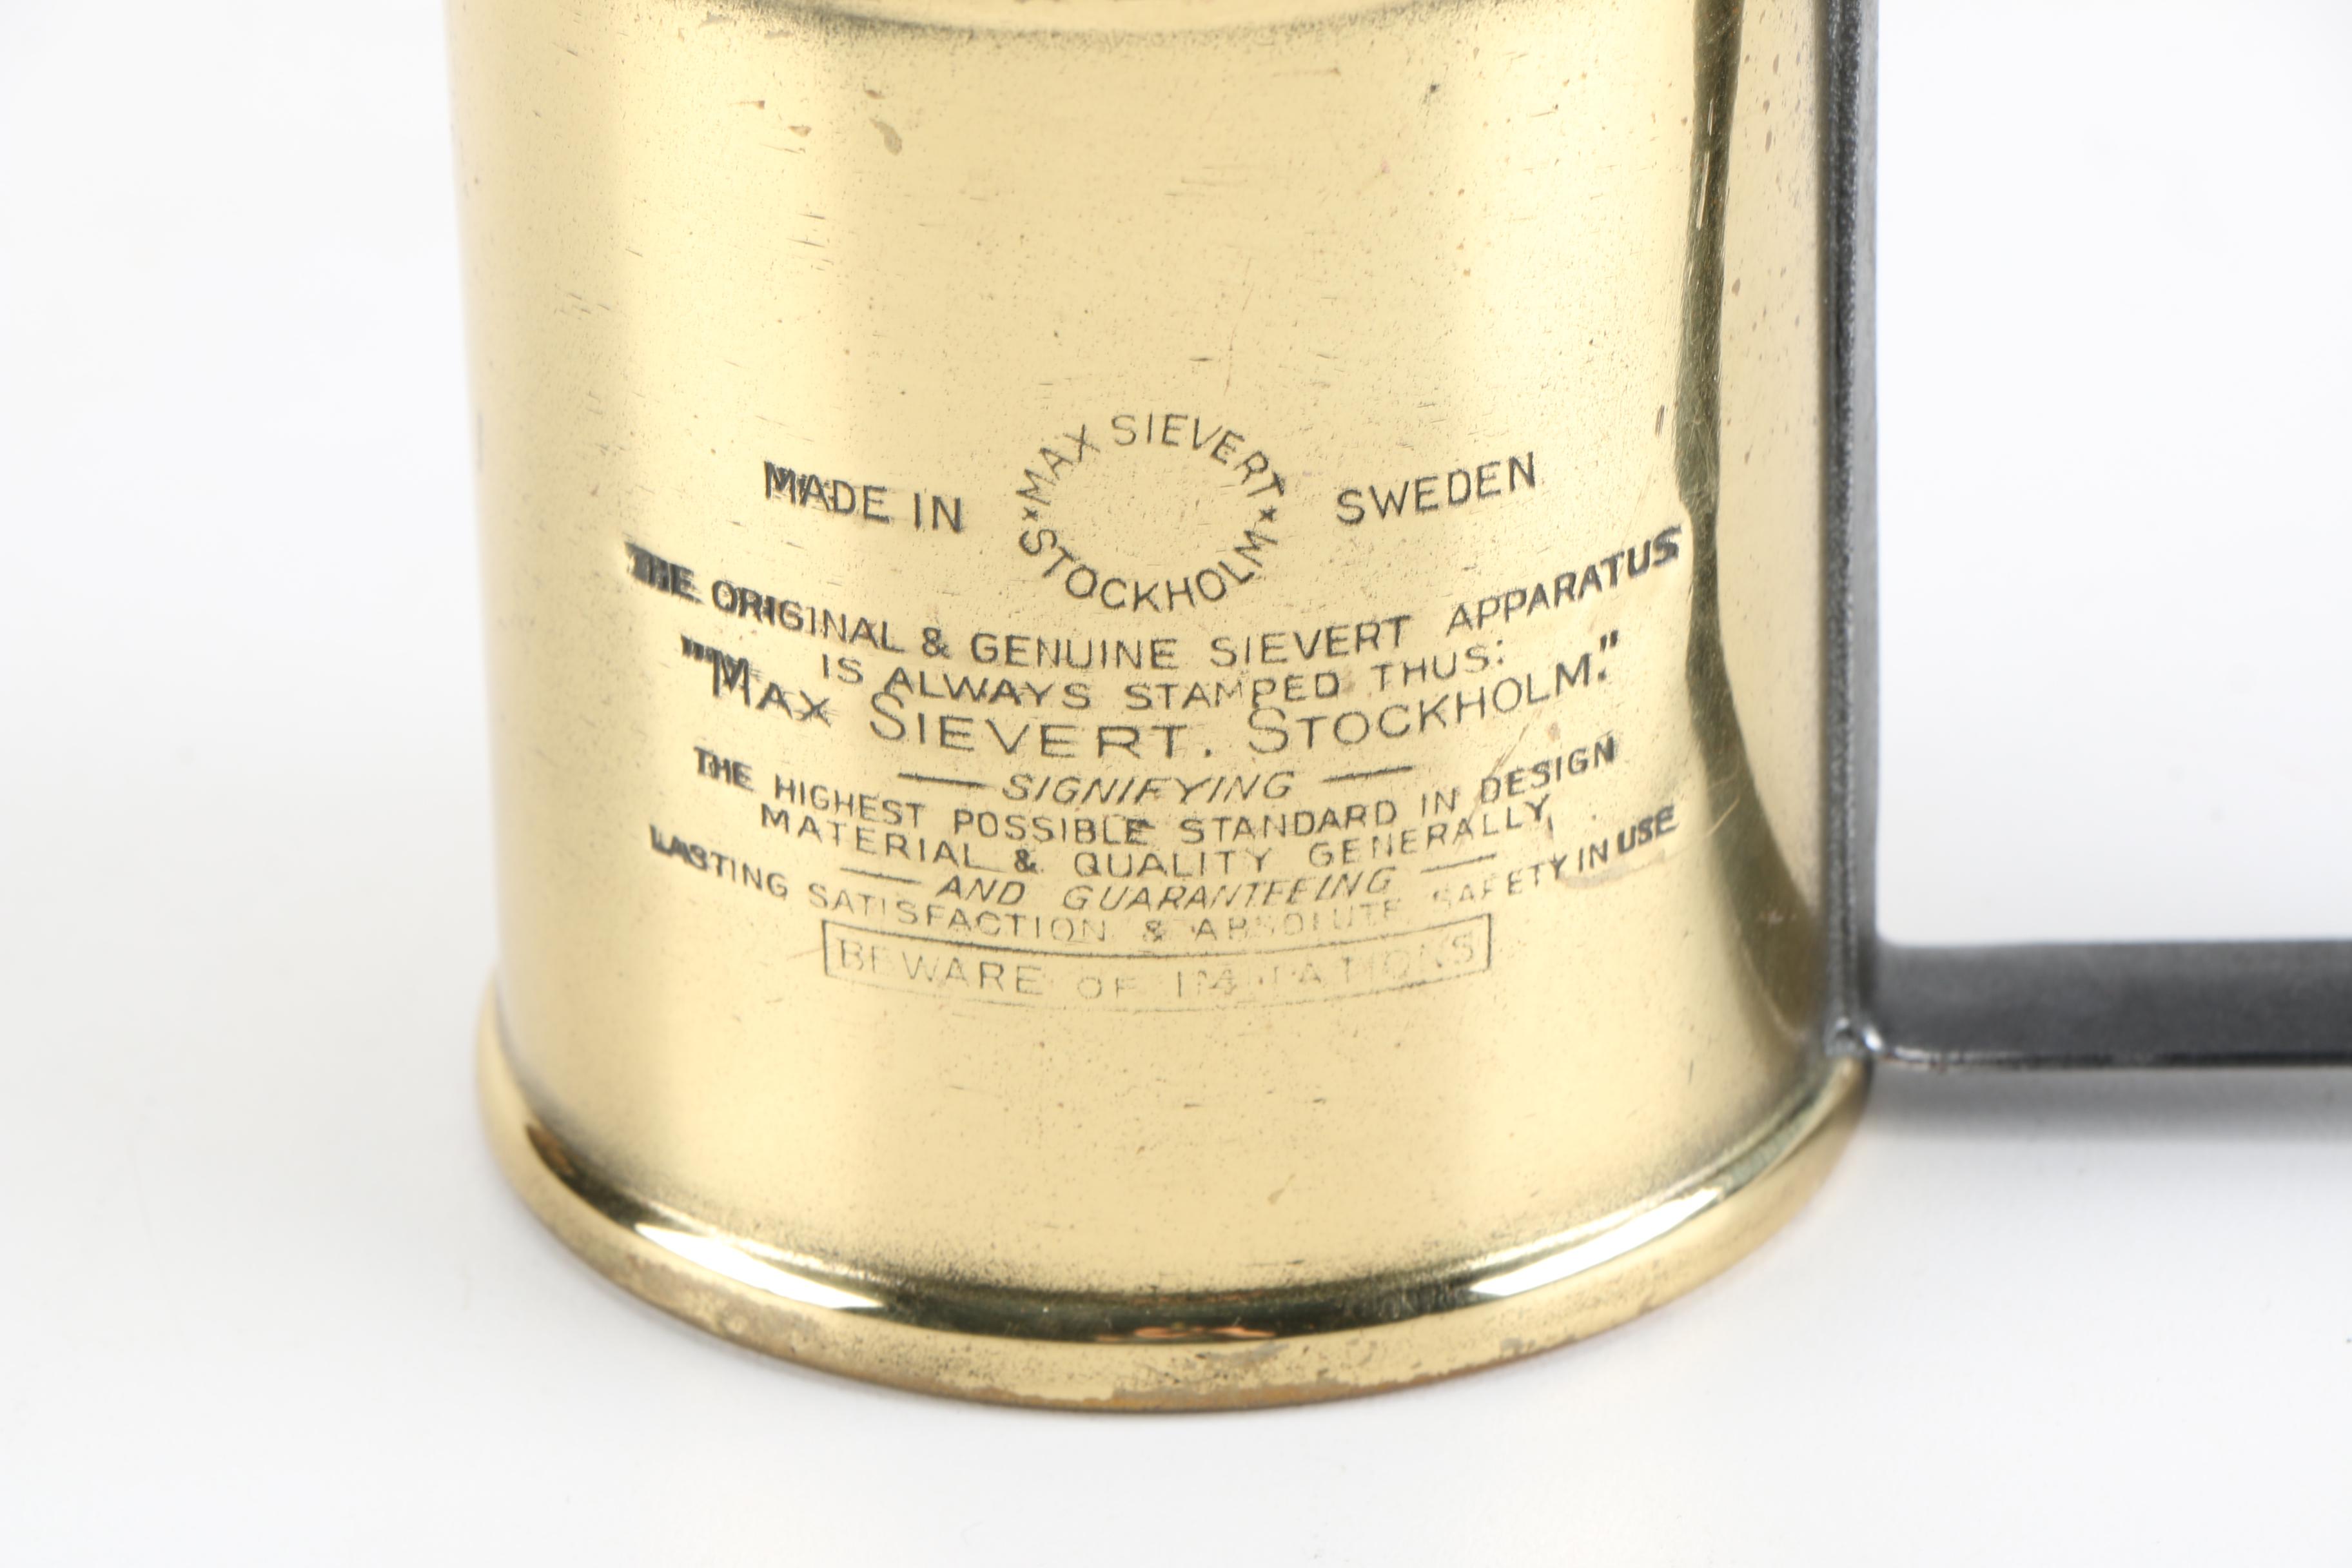 MADE IN * MAX SIEVERT * STOCKHOLM SWEDEN
THE ORIGINAL & GENUINE SIEVERT APPARATUS
IS ALWAYS STAMPED THUS:
"MAX SIEVERT. STOCKHOLM."
— SIGNIFYING —
THE HIGHEST POSSIBLE STANDARD IN DESIGN
MATERIAL & QUALITY GENERALLY,
— AND GUARANTEEING —
LASTING SATISFACTION & ABSOLUTE SAFETY IN USE
BEWARE OF IMITATIONS